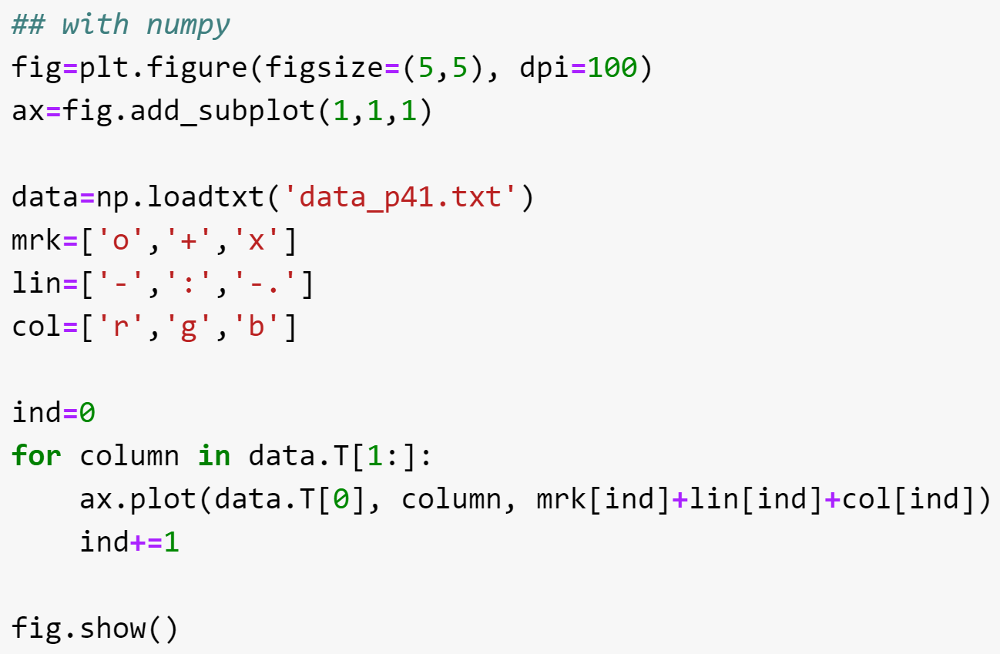 ## with numpy
fig=plt.figure(figsize=(5,5), dpi=100)
ax=fig.add_subplot(1,1,1)
data=np.loadtxt('data_p41.txt')
mrk=['o','+','x']
lin=['-',':','-.']
col=['r','g','b']
ind=0
for column in data.T[1:]:
    ax.plot(data.T[0], column, mrk[ind]+lin[ind]+col[ind])
    ind+=1
fig.show()